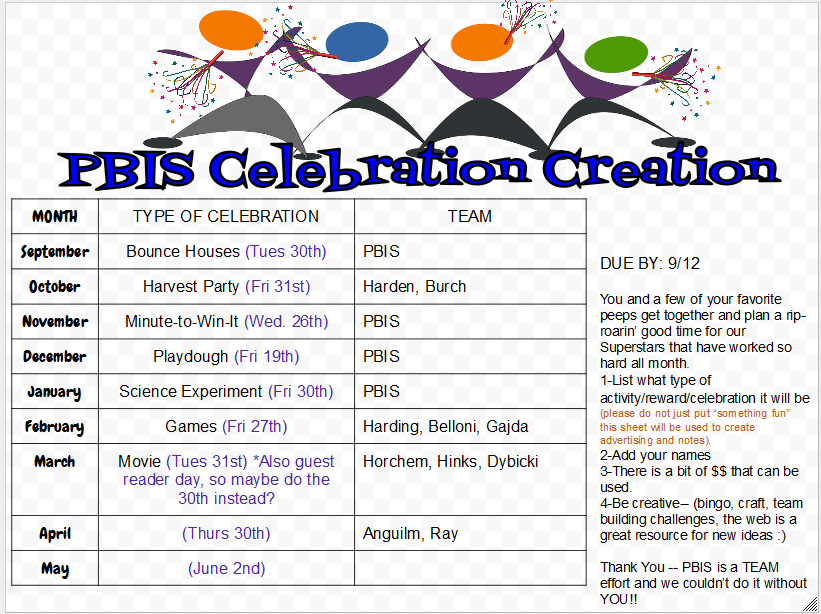 PBIS Celebration Creation
MONTH TYPE OF CELEBRATION TEAM
September Bounce Houses (Tues 30th) PBIS
October Harvest Party (Fri 31st) Harden, Burch
November Minute-to-Win-It (Wed. 26th) PBIS
December Playdough (Fri 19th) PBIS
January Science Experiment (Fri 30th) PBIS
February Games (Fri 27th) Harding, Belloni, Gajda
March Movie (Tues 31st) *Also guest Horchem, Hinks, Dybicki
reader day, so maybe do the
30th instead?
April (Thurs 30th) Anguilm, Ray
May (June 2nd)
DUE BY: 9/12
You and a few of your favorite
peeps get together and plan a rip-
roarin' good time for our
Superstars that have worked so
hard all month.
1-List what type of
activity/reward/celebration it will be
(please do not just put “something fun”
this sheet will be used to create
advertising and notes).
2-Add your names
3-There is a bit of $$ that can be
used.
4-Be creative-- (bingo, craft, team
building challenges, the web is a
great resource for new ideas :)
Thank You -- PBIS is a TEAM
effort and we couldn't do it without
YOU!!